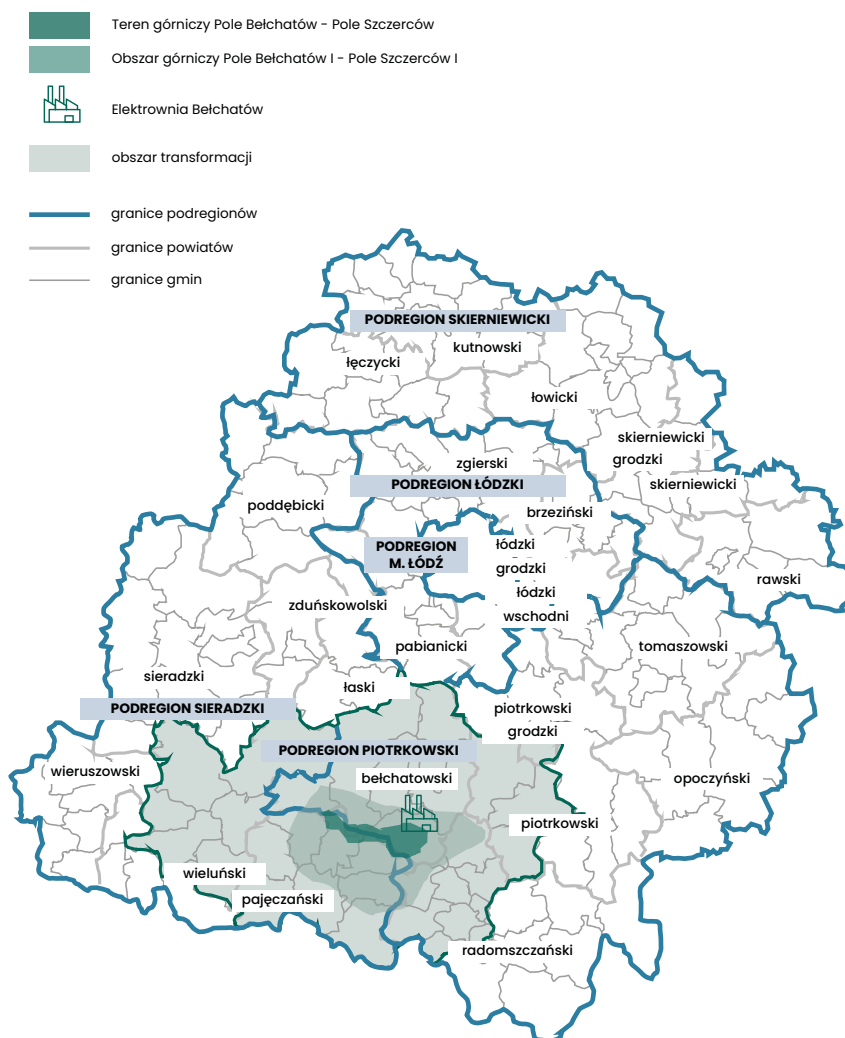 Teren górniczy Pole Bełchatów - Pole Szczerców
Obszar górniczy Pole Bełchatów I - Pole Szczerców I
Elektrownia Bełchatów
obszar transformacji
granice podregionów
granice powiatów
granice gmin
PODREGION SKIERNIEWICKI
kutnowski
łęczycki
łowicki
skierniewicki
grodzki
zgierski
skierniewicki
PODREGION ŁÓDZKI
poddębicki
brzeziński
PODREGION
M. ŁÓDŹ
łódzki
grodzki
rawski
łódzki
zduńskowolski
wschodni
pabianicki
tomaszowski
sieradzki
łaski
PODREGION SIERADZKI
piotrkowski
grodzki
PODREGION PIOTRKOWSKI
wieruszowski
bełchatowski
opoczyński
piotrkowski
wieluński
pajęczański
radomszczański